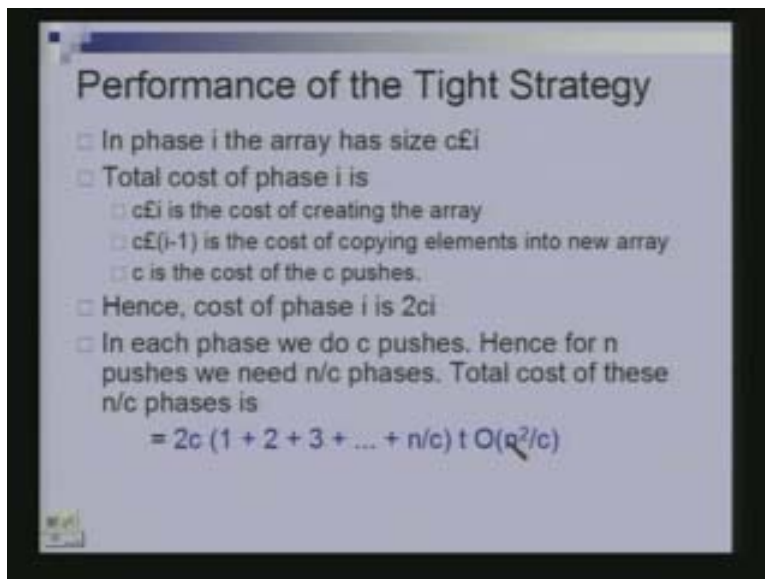 Performance of the Tight Strategy
In phase i the array has size c£i
Total cost of phase i is
c£i is the cost of creating the array
c£(i-1) is the cost of copying elements into new array
c is the cost of the c pushes.
Hence, cost of phase i is 2ci
In each phase we do c pushes. Hence for n
pushes we need n/c phases. Total cost of these
n/c phases is
= 2c (1 + 2 + 3 + ... + n/c) t O(n²/c)